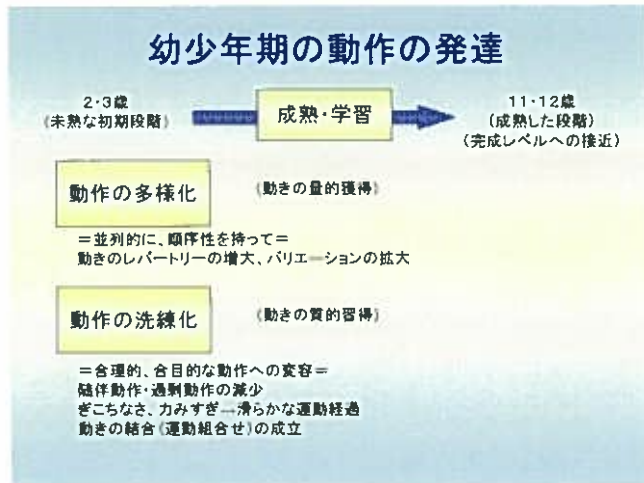 幼少年期の動作の発達
2・3歳
(未熟な初期段階)
成熟・学習
11・12歳
(成熟した段階)
(完成レベルへの接近)
動作の多様化
(動きの量的獲得)
=並列的に、順序性を持って=
動きのレパートリーの増大、バリエーションの拡大
動作の洗練化
(動きの質的習得)
=合理的、合目的な動作への変容=
随伴動作・過剰動作の減少
ぎこちなさ、力みすぎ→滑らかな運動経過
動きの結合(運動組合せ)の成立